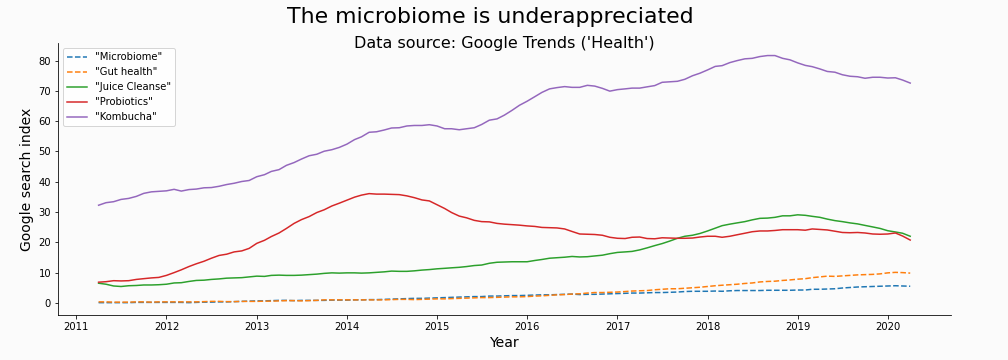 The microbiome is underappreciated
Data source: Google Trends ('Health')
"Microbiome"
"Gut health"
"Juice Cleanse"
"Probiotics"
"Kombucha"
Google search index
80
70
60
50
40
30
20
10
0
2011 2012 2013 2014 2015 2016 2017 2018 2019 2020
Year